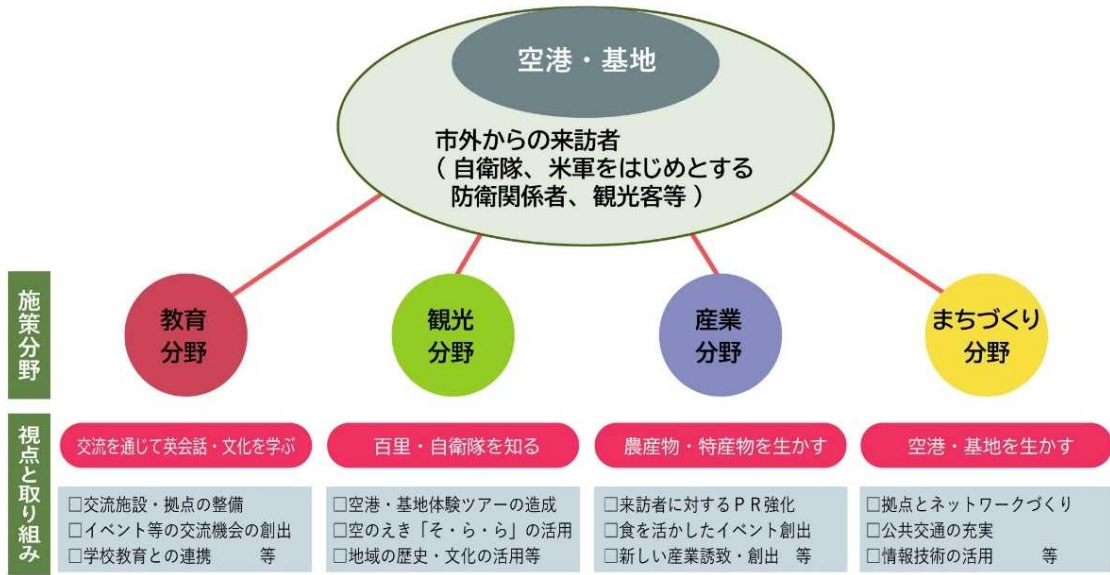 空港・基地
市外からの来訪者
（ 自衛隊、米軍をはじめとする
防衛関係者、観光客等 ）
施策分野
教育
分野
観光
分野
産業
分野
まちづくり
分野
視点と取り組み
交流を通じて英会話・文化を学ぶ
□交流施設・拠点の整備
□イベント等の交流機会の創出
□学校教育との連携　　等
百里・自衛隊を知る
□空港・基地体験ツアーの造成
□空のえき「そ・ら・ら」の活用
□地域の歴史・文化の活用等
農産物・特産物を生かす
□来訪者に対するＰＲ強化
□食を活かしたイベント創出
□新しい産業誘致・創出　等
空港・基地を生かす
□拠点とネットワークづくり
□公共交通の充実
□情報技術の活用　　　等